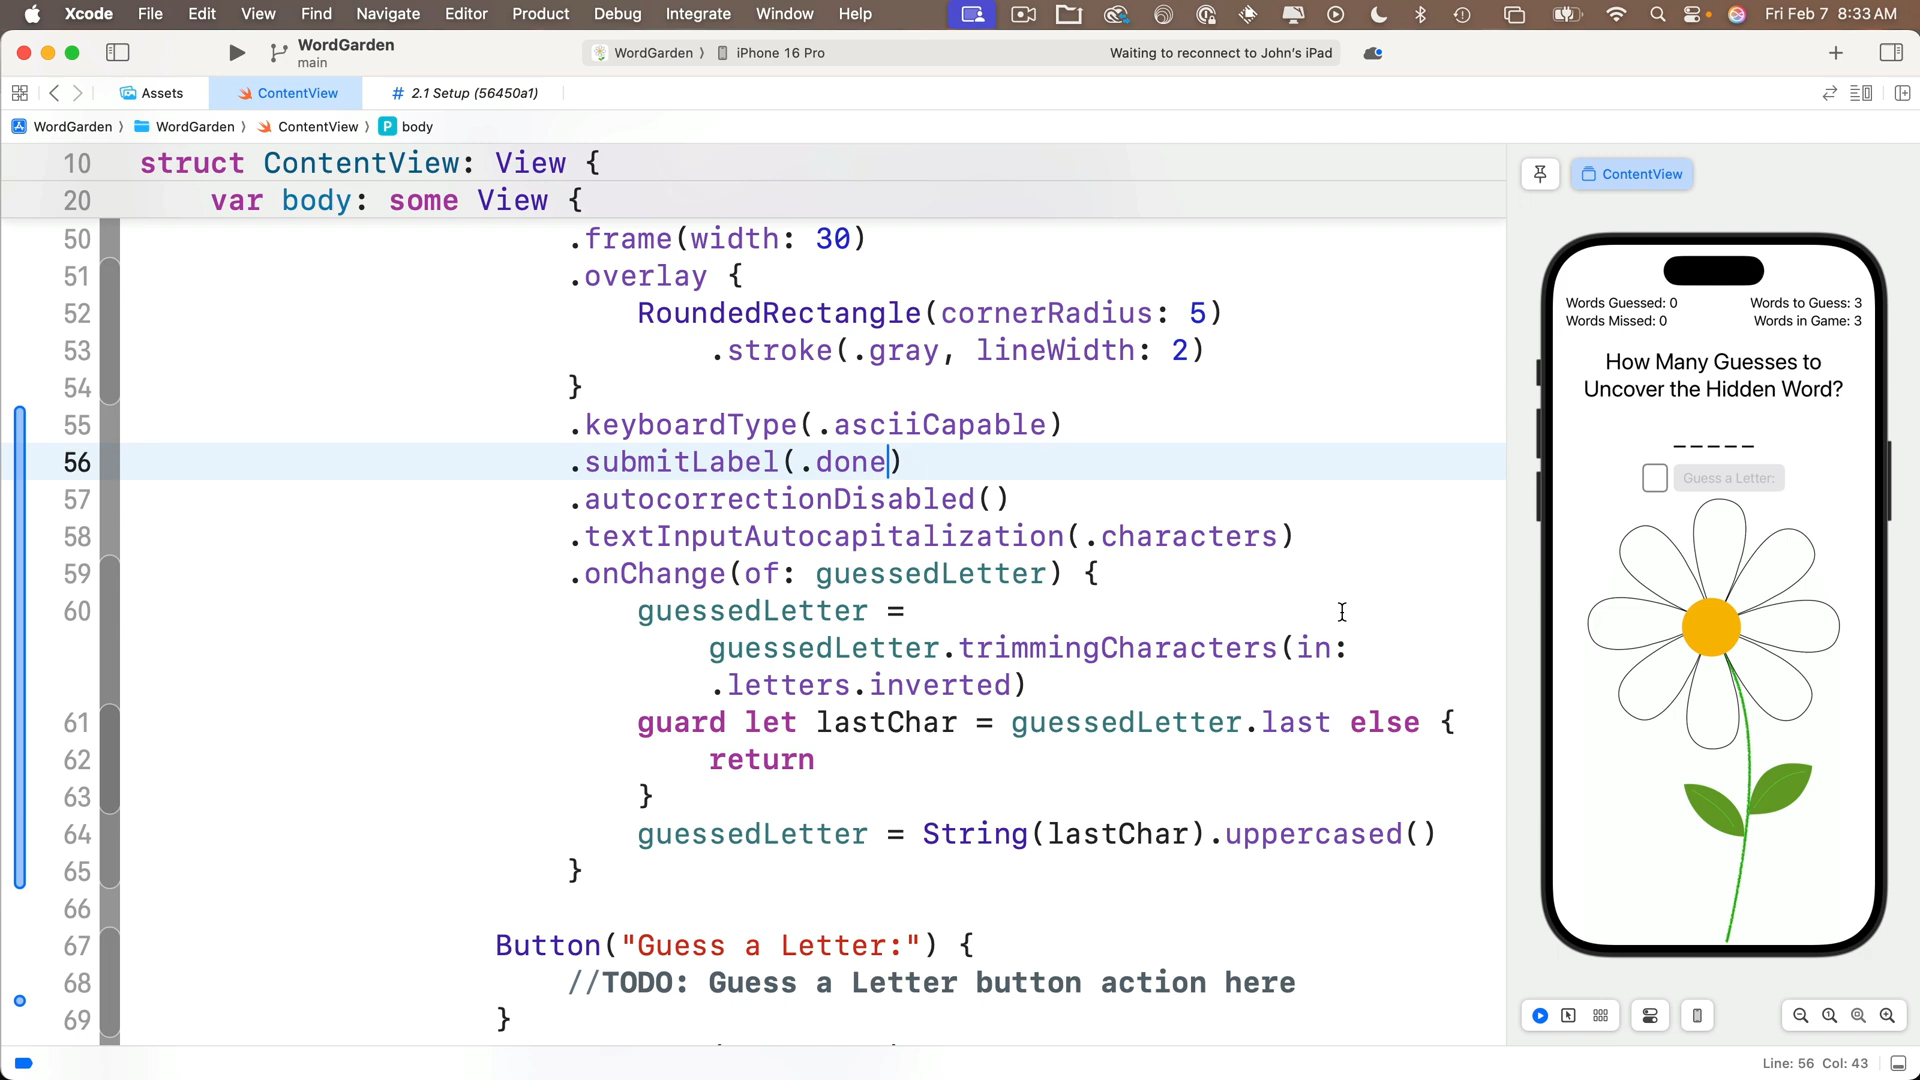 Xcode File Edit View Find Navigate Editor Product Debug Integrate Window Help Fri Feb 7 8:33 AM
WordGarden
main
WordGarden 〉 iPhone 16 Pro Waiting to reconnect to John's iPad
Assets ContentView # 2.1 Setup (56450a1)
WordGarden 〉 WordGarden 〉 ContentView 〉 P body
10 struct ContentView: View {
20 var body: some View {
50 .frame(width: 30)
51 .overlay {
52 RoundedRectangle(cornerRadius: 5)
53 .stroke(.gray, lineWidth: 2)
54 }
55 .keyboardType(.asciiCapable)
56 .submitLabel(.done)
57 .autocorrectionDisabled()
58 .textInputAutocapitalization(.characters)
59 .onChange(of: guessedLetter) {
60 guessedLetter =
guessedLetter.trimmingCharacters(in:
.letters.inverted)
61 guard let lastChar = guessedLetter.last else {
62 return
63 }
64 guessedLetter = String(lastChar).uppercased()
65 }
66
67 Button("Guess a Letter:") {
68 //TODO: Guess a Letter button action here
69 }
ContentView
Words Guessed: 0 Words to Guess: 3
Words Missed: 0 Words in Game: 3
How Many Guesses to
Uncover the Hidden Word?
_ _ _ _ _
Guess a Letter:
Line: 56 Col: 43